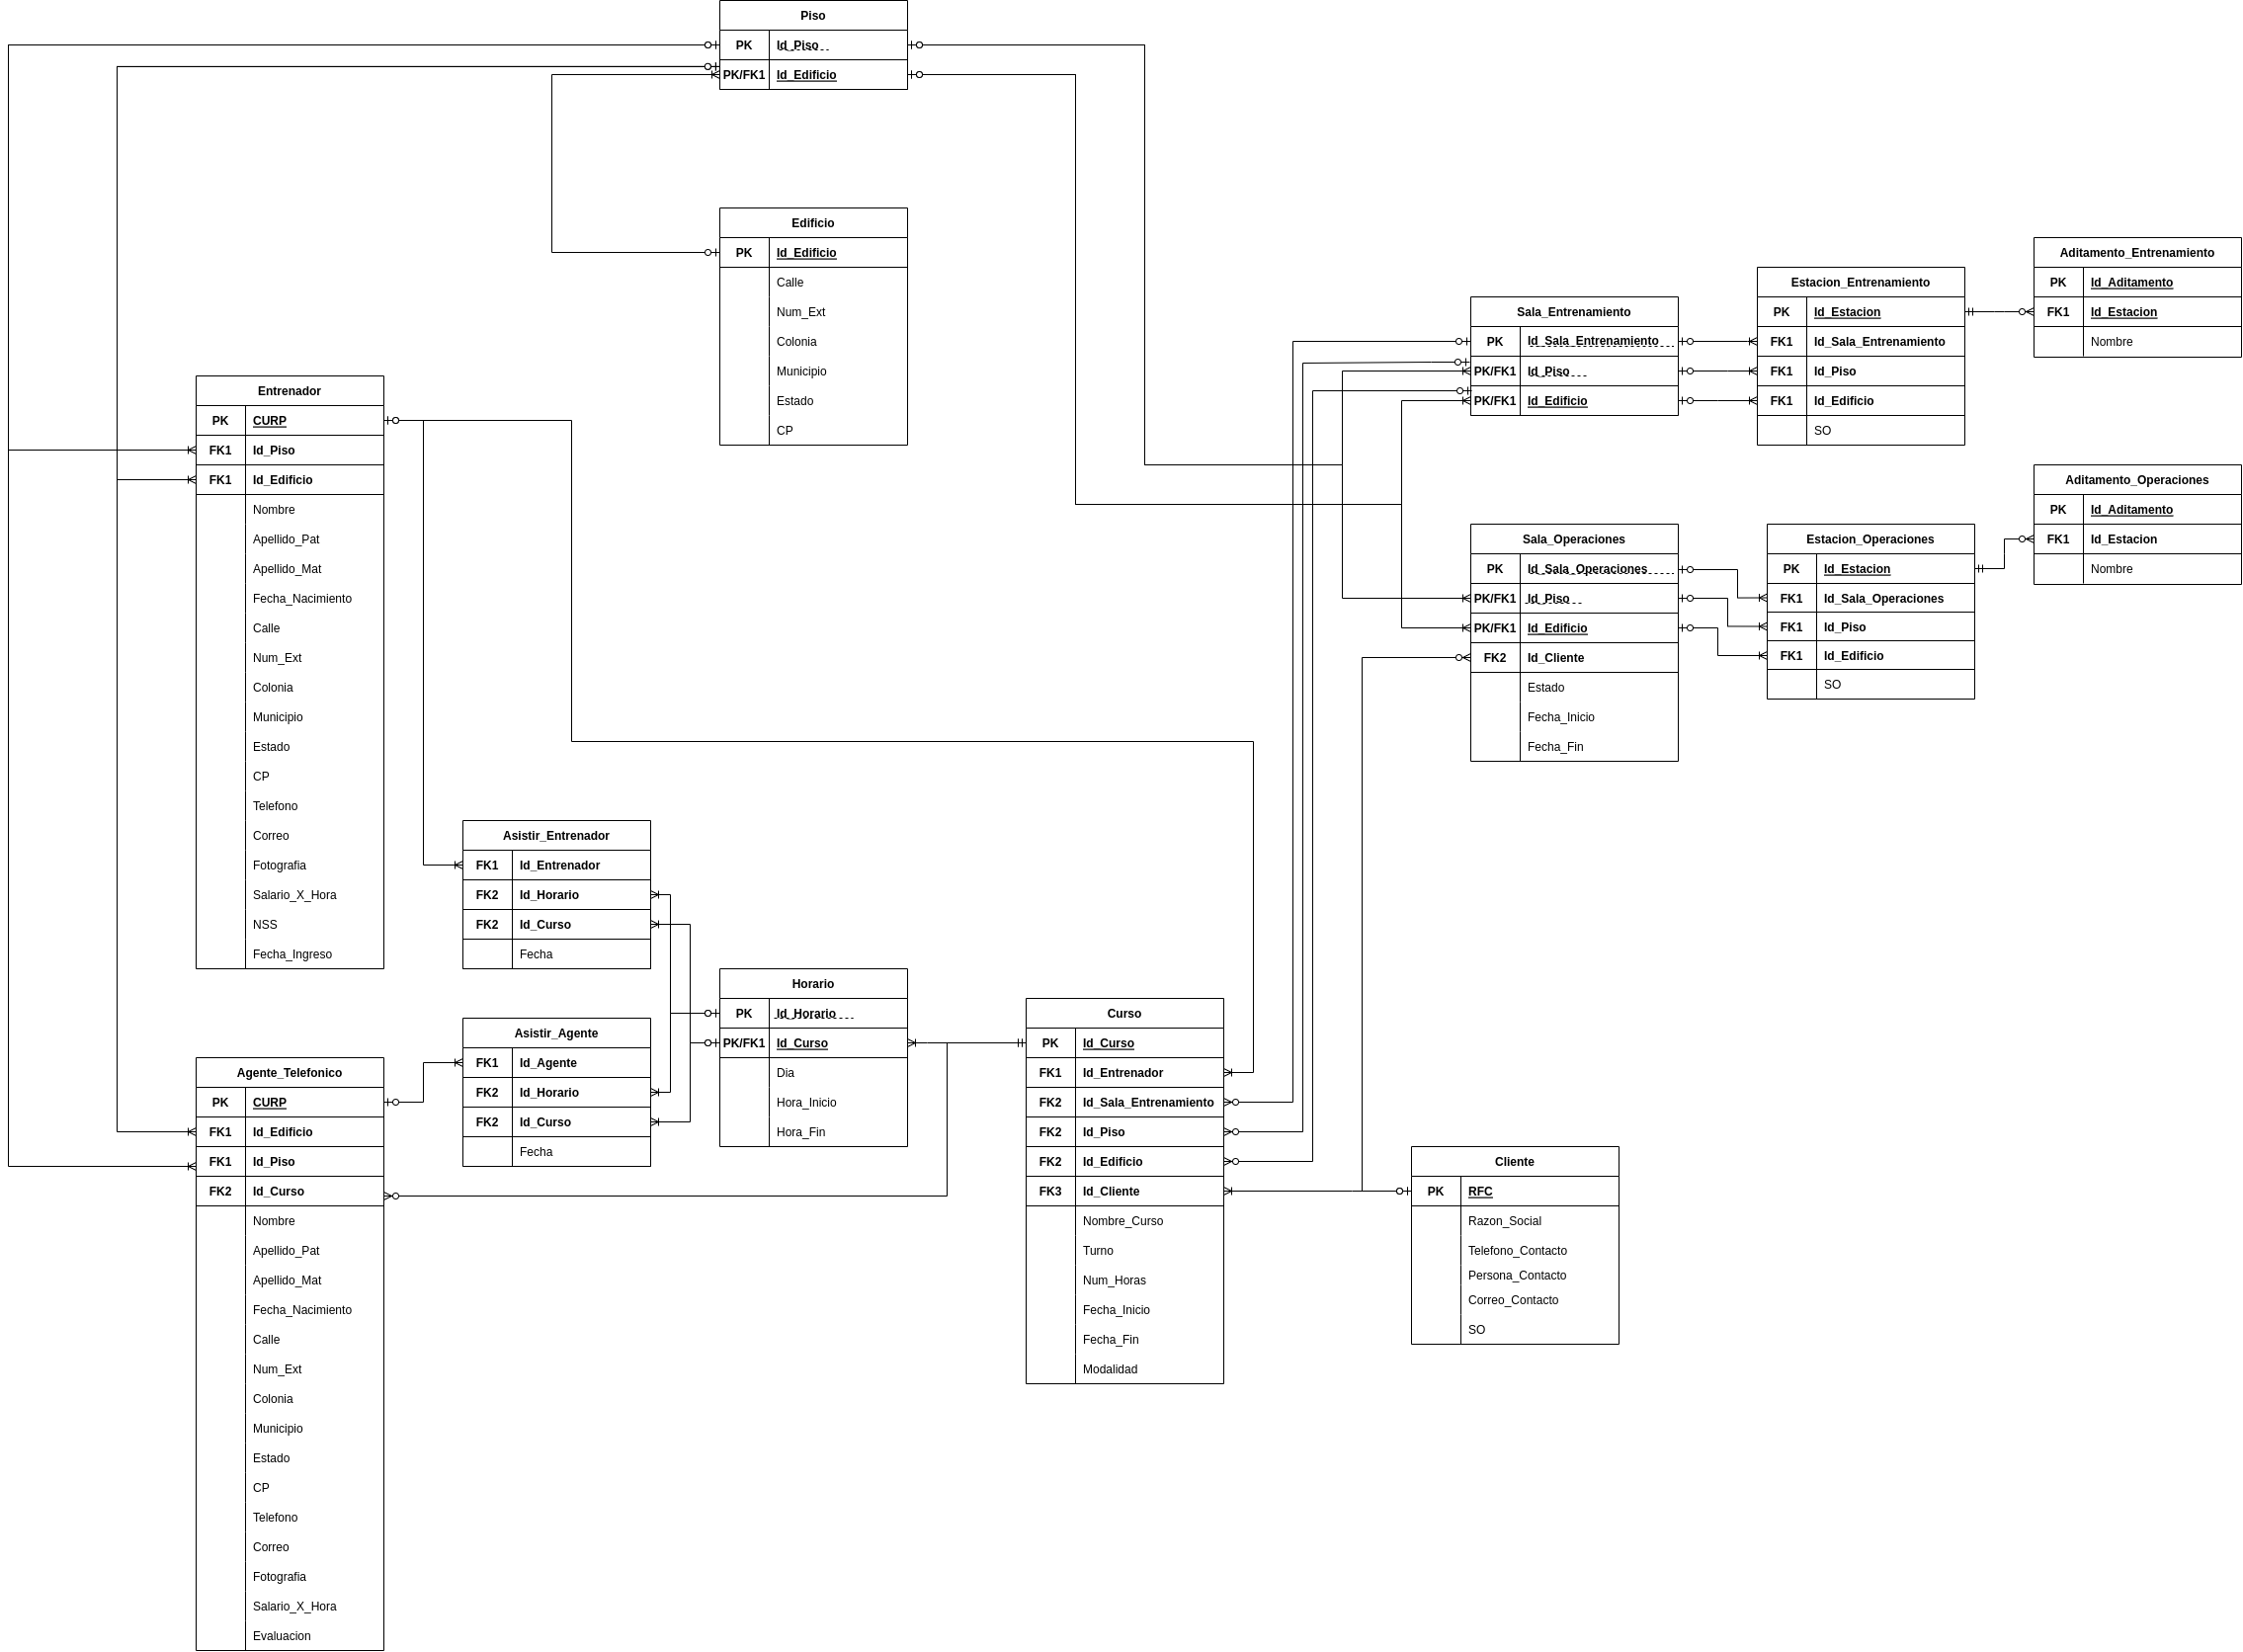 Piso
PK Id_Piso
PK/FK1 Id_Edificio
Edificio
PK Id_Edificio
Calle
Num_Ext
Colonia
Municipio
Estado
CP
Entrenador
PK CURP
FK1 Id_Piso
FK1 Id_Edificio
Nombre
Apellido_Pat
Apellido_Mat
Fecha_Nacimiento
Calle
Num_Ext
Colonia
Municipio
Estado
CP
Telefono
Correo
Fotografia
Salario_X_Hora
NSS
Fecha_Ingreso
Agente_Telefonico
PK CURP
FK1 Id_Edificio
FK1 Id_Piso
FK2 Id_Curso
Nombre
Apellido_Pat
Apellido_Mat
Fecha_Nacimiento
Calle
Num_Ext
Colonia
Municipio
Estado
CP
Telefono
Correo
Fotografia
Salario_X_Hora
Evaluacion
Asistir_Entrenador
FK1 Id_Entrenador
FK2 Id_Horario
FK2 Id_Curso
Fecha
Asistir_Agente
FK1 Id_Agente
FK2 Id_Horario
FK2 Id_Curso
Fecha
Horario
PK Id_Horario
PK/FK1 Id_Curso
Dia
Hora_Inicio
Hora_Fin
Curso
PK Id_Curso
FK1 Id_Entrenador
FK2 Id_Sala_Entrenamiento
FK2 Id_Piso
FK2 Id_Edificio
FK3 Id_Cliente
Nombre_Curso
Turno
Num_Horas
Fecha_Inicio
Fecha_Fin
Modalidad
Cliente
PK RFC
Razon_Social
Telefono_Contacto
Persona_Contacto
Correo_Contacto
SO
Sala_Entrenamiento
PK Id_Sala_Entrenamiento
PK/FK1 Id_Piso
PK/FK1 Id_Edificio
Sala_Operaciones
PK Id_Sala_Operaciones
PK/FK1 Id_Piso
PK/FK1 Id_Edificio
FK2 Id_Cliente
Estado
Fecha_Inicio
Fecha_Fin
Estacion_Entrenamiento
PK Id_Estacion
FK1 Id_Sala_Entrenamiento
FK1 Id_Piso
FK1 Id_Edificio
SO
Estacion_Operaciones
PK Id_Estacion
FK1 Id_Sala_Operaciones
FK1 Id_Piso
FK1 Id_Edificio
SO
Aditamento_Entrenamiento
PK Id_Aditamento
FK1 Id_Estacion
Nombre
Aditamento_Operaciones
PK Id_Aditamento
FK1 Id_Estacion
Nombre